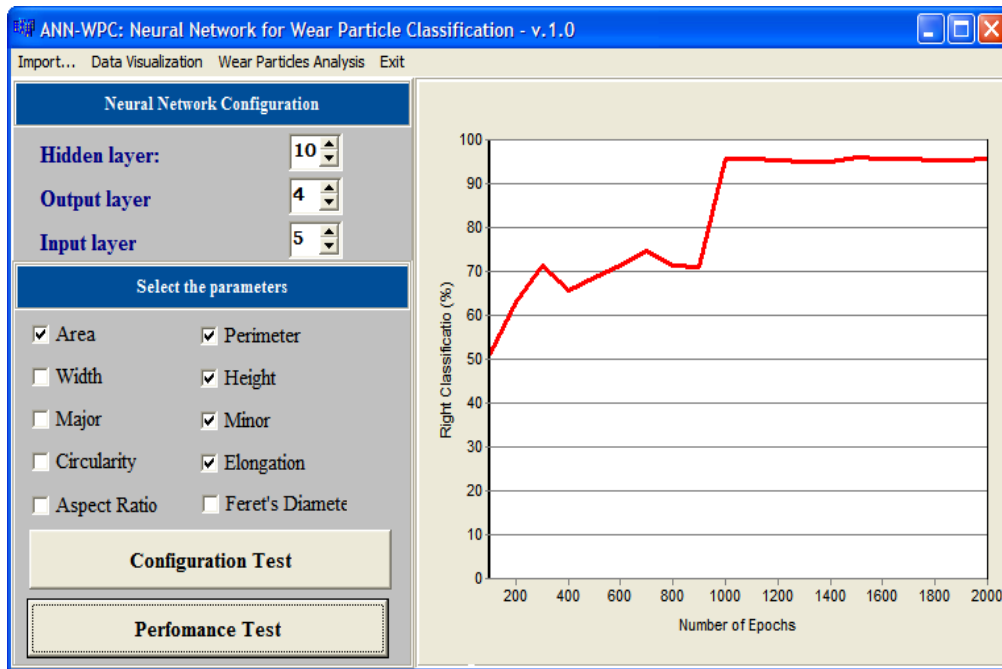 ANN-WPC: Neural Network for Wear Particle Classification - v.1.0
Import... Data Visualization Wear Particles Analysis Exit
Neural Network Configuration
Hidden layer: 10
Output layer 4
Input layer 5
Select the parameters
Area Perimeter
Width Height
Major Minor
Circularity Elongation
Aspect Ratio Feret's Diamete
Configuration Test
Perfomance Test
Right Classificatio (%)
100
90
80
70
60
50
40
30
20
10
0
200 400 600 800 1000 1200 1400 1600 1800 2000
Number of Epochs